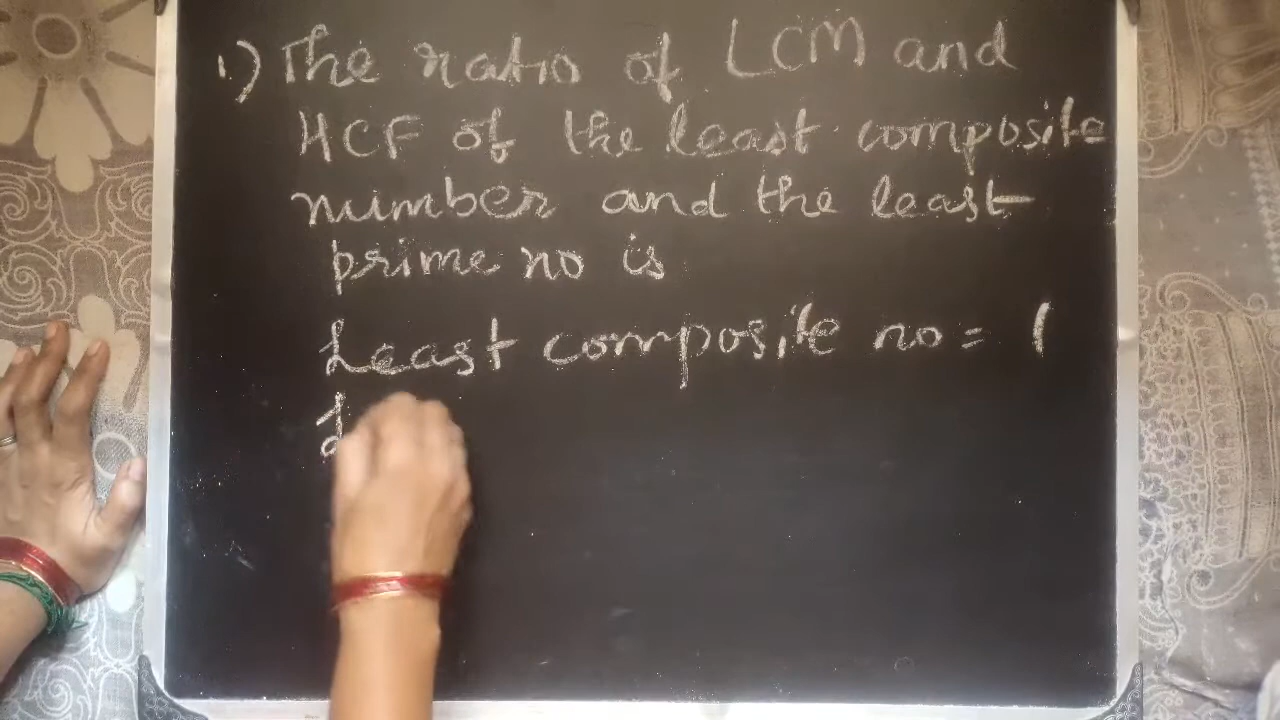 1.) The ratio of LCM and
HCF of the least composite
number and the least
prime no is
Least composite no = 1
L